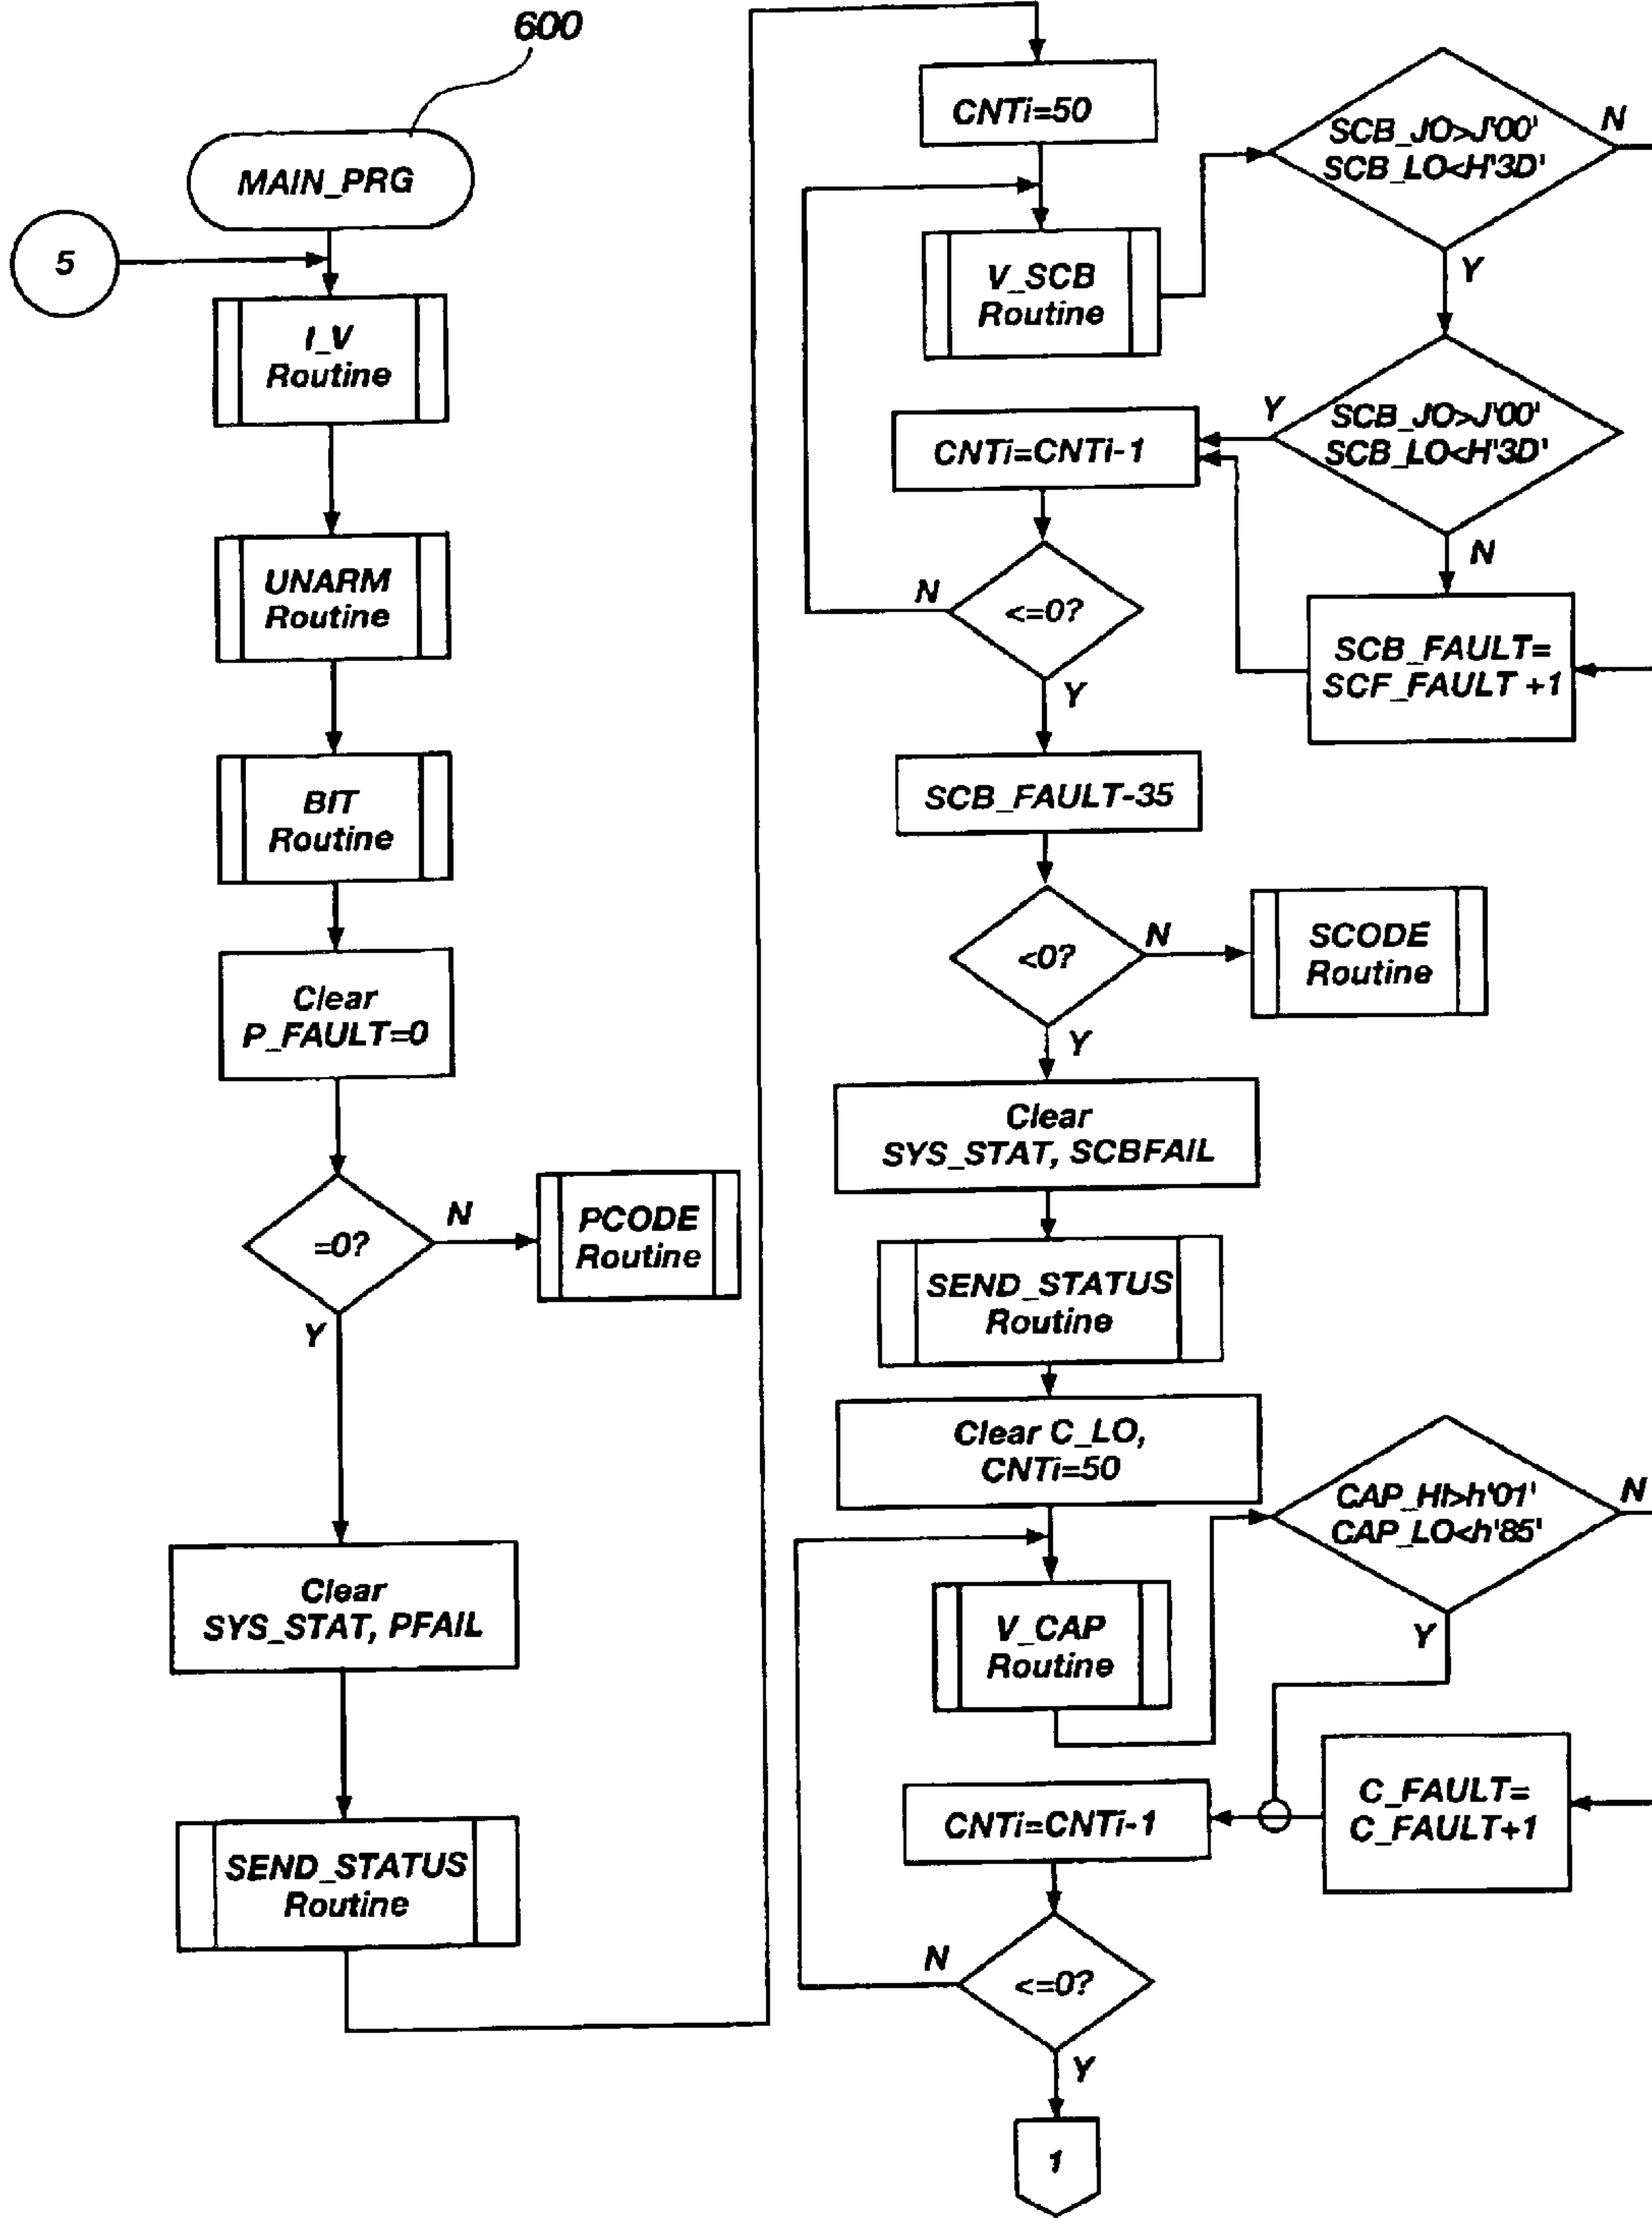 600
MAIN_PRG
5
I_V
Routine
UNARM
Routine
BIT
Routine
Clear
P_FAULT=0
=0?
N
PCODE
Routine
Y
Clear
SYS_STAT, PFAIL
SEND_STATUS
Routine
CNTi=50
V_SCB
Routine
SCB_JO>J'00'
SCB_LO<H'3D'
N
Y
SCB_JO>J'00'
SCB_LO<H'3D'
Y
N
CNTi=CNTi-1
SCB_FAULT=
SCF_FAULT +1
<=0?
N
Y
SCB_FAULT-35
<0?
N
SCODE
Routine
Y
Clear
SYS_STAT, SCBFAIL
SEND_STATUS
Routine
Clear C_LO,
CNTi=50
V_CAP
Routine
CAP_HI>h'01'
CAP_LO<h'85'
N
Y
C_FAULT=
C_FAULT+1
CNTi=CNTi-1
<=0?
N
Y
1